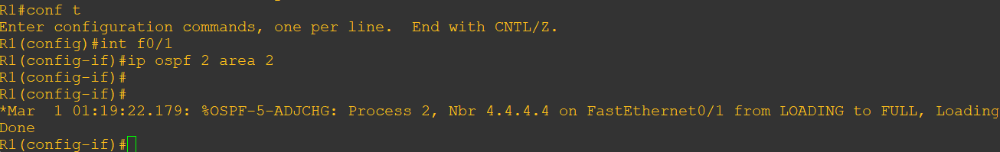 R1#conf t
Enter configuration commands, one per line.  End with CNTL/Z.
R1(config)#int f0/1
R1(config-if)#ip ospf 2 area 2
R1(config-if)#
R1(config-if)#
*Mar  1 01:19:22.179: %OSPF-5-ADJCHG: Process 2, Nbr 4.4.4.4 on FastEthernet0/1 from LOADING to FULL, Loading
Done
R1(config-if)#